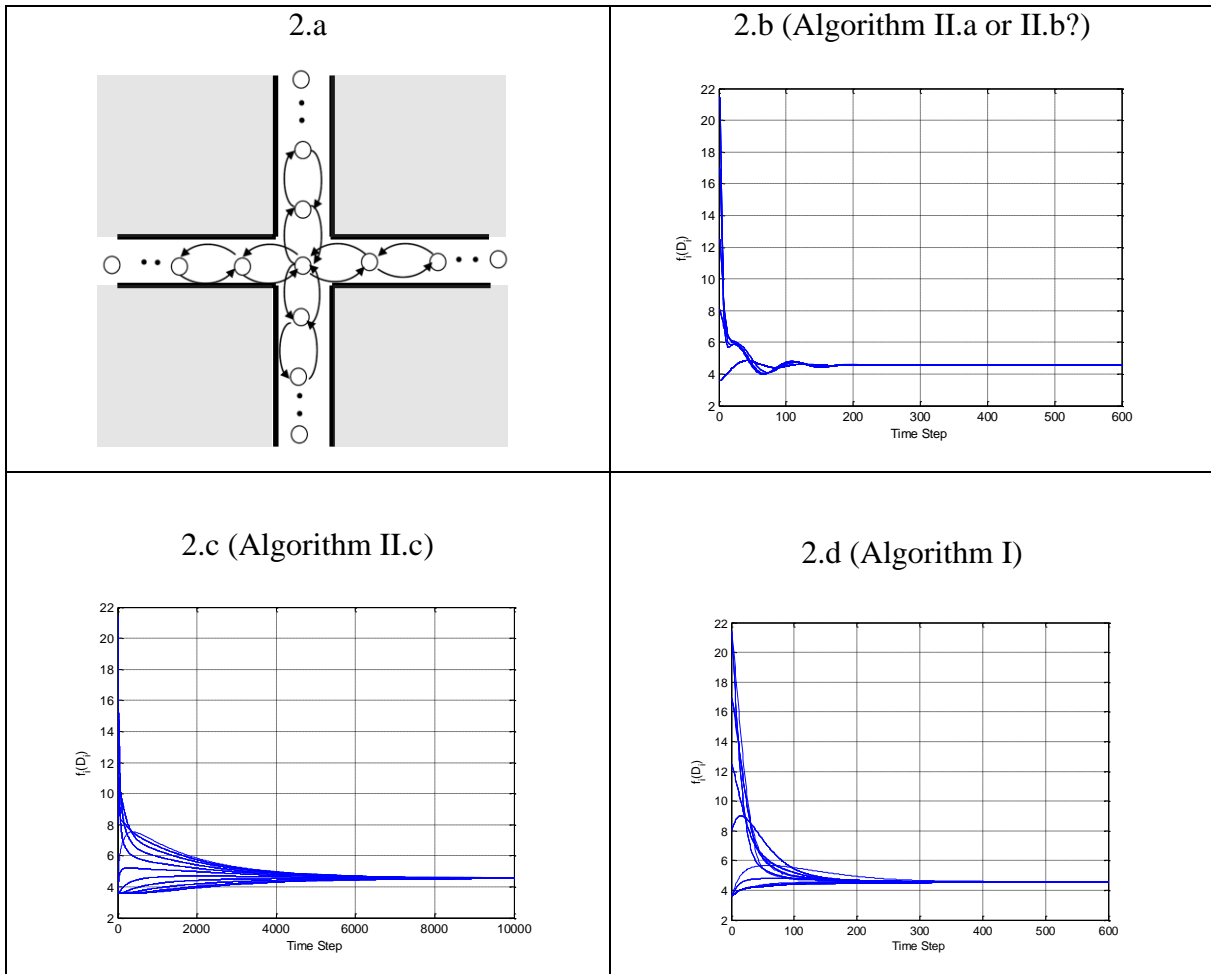 2.a
2.b (Algorithm II.a or II.b?)
22
20
18
16
14
12
10
8
6
4
2
f_i(D_i)
0 100 200 300 400 500 600
Time Step
2.c (Algorithm II.c)
22
20
18
16
14
12
10
8
6
4
2
f_i(D_i)
0 2000 4000 6000 8000 10000
Time Step
2.d (Algorithm I)
22
20
18
16
14
12
10
8
6
4
2
f_i(D_i)
0 100 200 300 400 500 600
Time Step